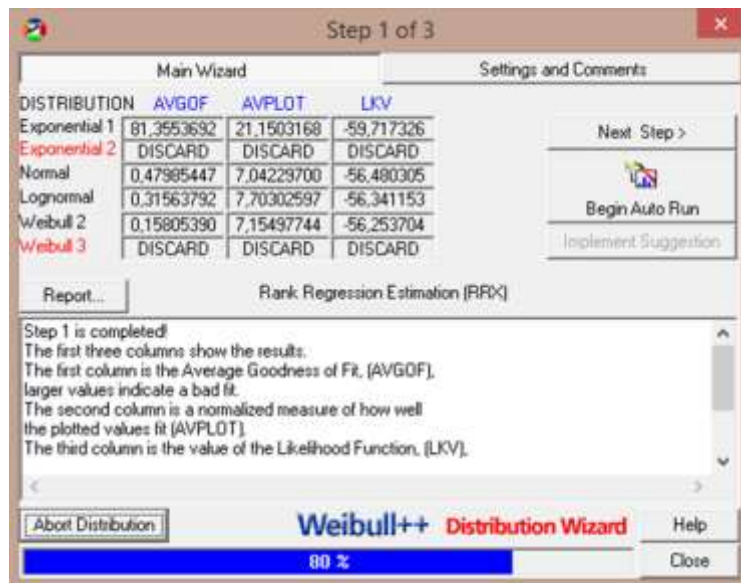 Step 1 of 3
Main Wizard
Settings and Comments
DISTRIBUTION AVGOF AVPLOT LKV
Exponential 1 81,3553692 21,1503168 -59,717326
Exponential 2 DISCARD DISCARD DISCARD
Normal 0,47985447 7,04229700 -56,480305
Lognormal 0,31563792 7,70302597 -56,341153
Weibull 2 0,15805390 7,15497744 -56,253704
Weibull 3 DISCARD DISCARD DISCARD
Next Step >
Begin Auto Run
Implement Suggestion
Report...
Rank Regression Estimation (RRX)
Step 1 is completed!
The first three columns show the results.
The first column is the Average Goodness of Fit, (AVGOF),
larger values indicate a bad fit.
The second column is a normalized measure of how well
the plotted values fit (AVPLOT).
The third column is the value of the Likelihood Function, (LKV),
Abort Distribution
Weibull++ Distribution Wizard
Help
80 %
Close